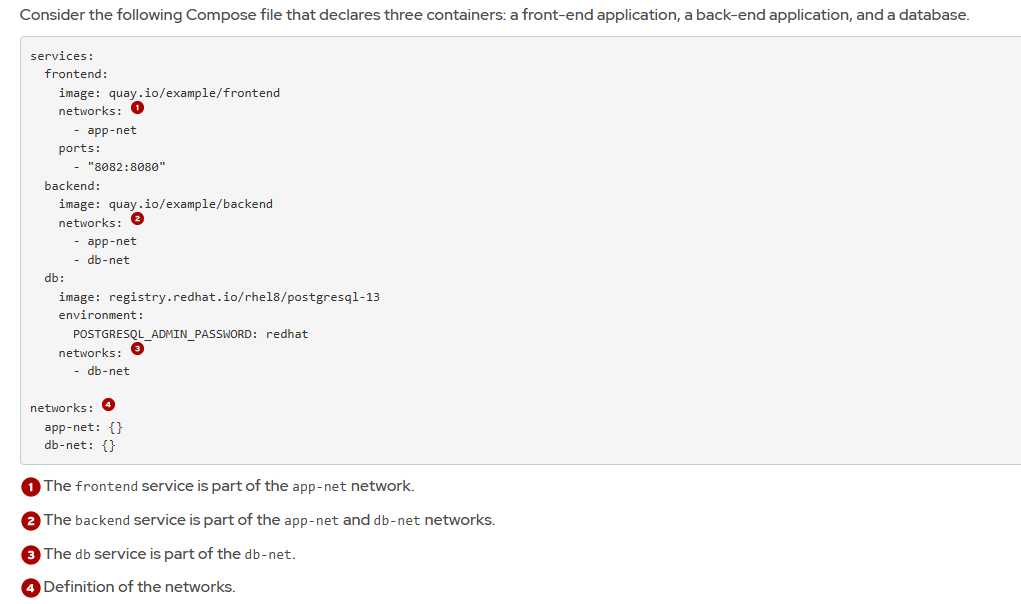 Consider the following Compose file that declares three containers: a front-end application, a back-end application, and a database.
services:
  frontend:
    image: quay.io/example/frontend
    networks: 1
      - app-net
    ports:
      - "8082:8080"
  backend:
    image: quay.io/example/backend
    networks: 2
      - app-net
      - db-net
  db:
    image: registry.redhat.io/rhel8/postgresql-13
    environment:
      POSTGRESQL_ADMIN_PASSWORD: redhat
    networks: 3
      - db-net
networks: 4
  app-net: {}
  db-net: {}
1 The frontend service is part of the app-net network.
2 The backend service is part of the app-net and db-net networks.
3 The db service is part of the db-net.
4 Definition of the networks.